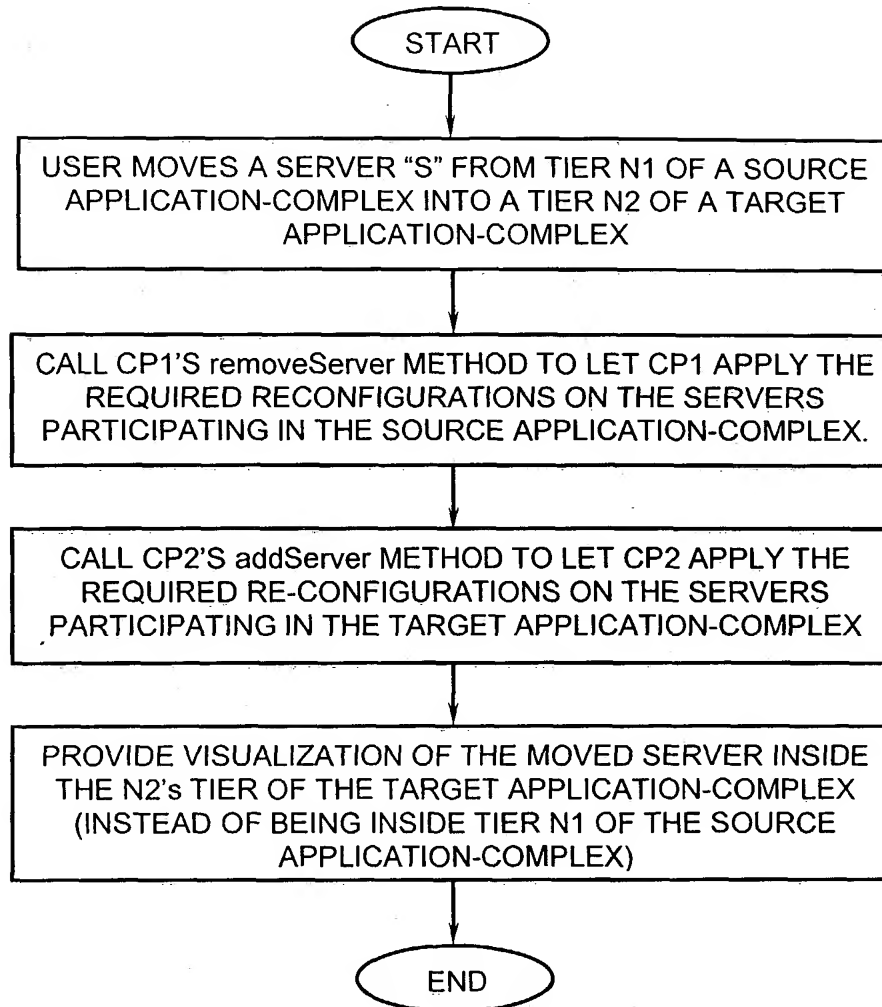 START
USER MOVES A SERVER “S” FROM TIER N1 OF A SOURCE
APPLICATION-COMPLEX INTO A TIER N2 OF A TARGET
APPLICATION-COMPLEX
CALL CP1'S removeServer METHOD TO LET CP1 APPLY THE
REQUIRED RECONFIGURATIONS ON THE SERVERS
PARTICIPATING IN THE SOURCE APPLICATION-COMPLEX.
CALL CP2'S addServer METHOD TO LET CP2 APPLY THE
REQUIRED RE-CONFIGURATIONS ON THE SERVERS
PARTICIPATING IN THE TARGET APPLICATION-COMPLEX
PROVIDE VISUALIZATION OF THE MOVED SERVER INSIDE
THE N2's TIER OF THE TARGET APPLICATION-COMPLEX
(INSTEAD OF BEING INSIDE TIER N1 OF THE SOURCE
APPLICATION-COMPLEX)
END